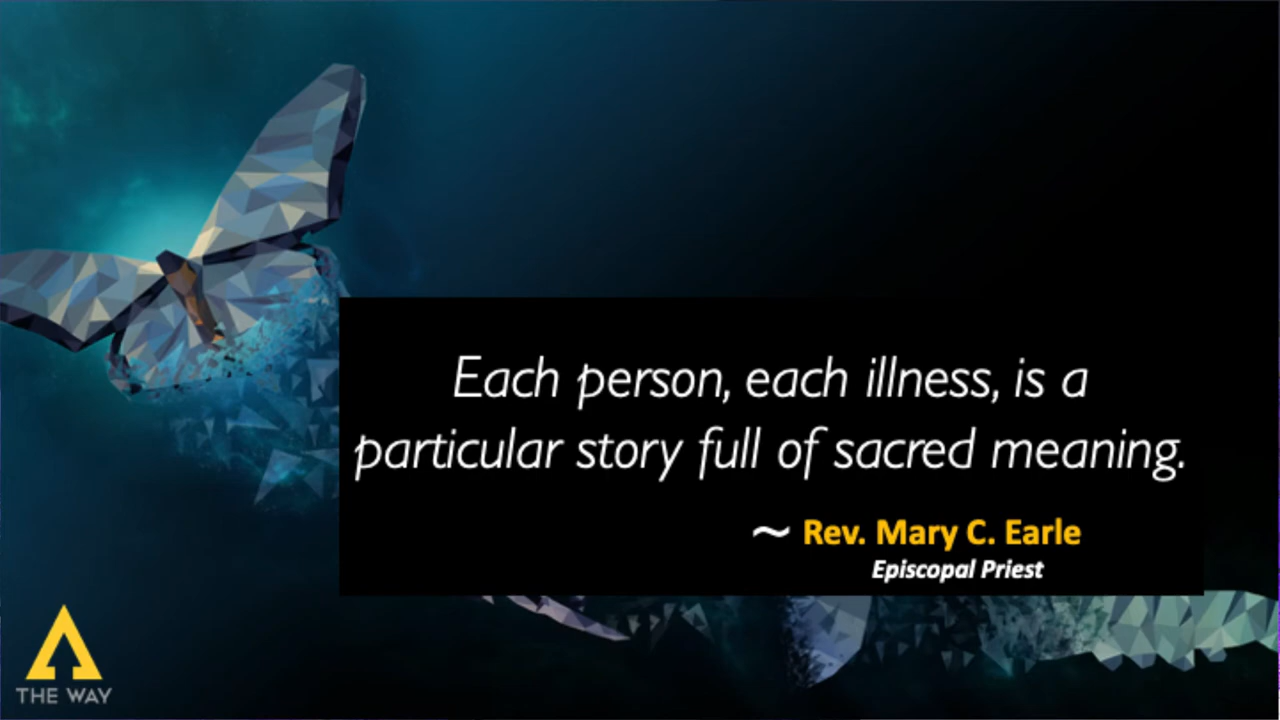 Each person, each illness, is a
particular story full of sacred meaning.
~ Rev. Mary C. Earle
Episcopal Priest
THE WAY